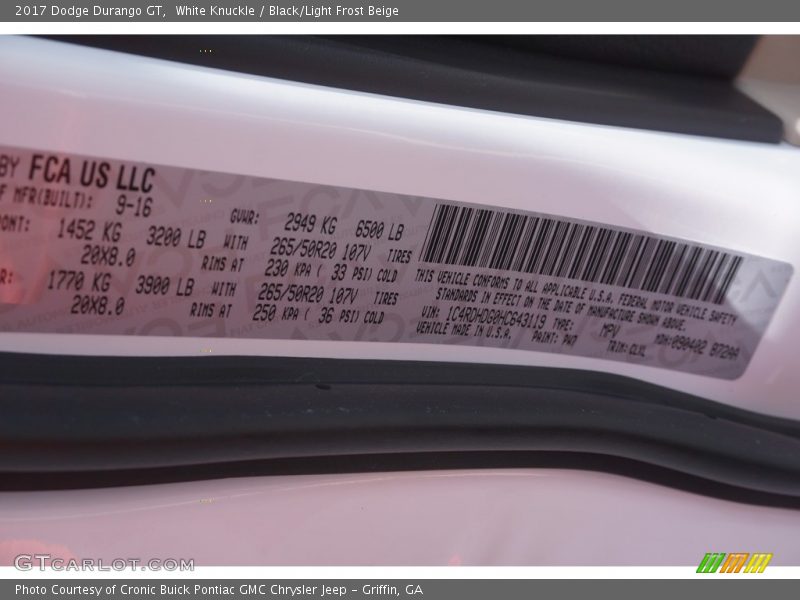 2017 Dodge Durango GT, White Knuckle / Black/Light Frost Beige
BY FCA US LLC
F MFR(BUILT): 9-16
GVWR: 2949 KG 6500 LB
ONT: 1452 KG 3200 LB WITH 265/50R20 107V TIRES
20X8.0 RIMS AT 230 KPA ( 33 PSI) COLD
R: 1770 KG 3900 LB WITH 265/50R20 107V TIRES
20X8.0 RIMS AT 250 KPA ( 36 PSI) COLD
THIS VEHICLE CONFORMS TO ALL APPLICABLE U.S.A. FEDERAL MOTOR VEHICLE SAFETY
STANDARDS IN EFFECT ON THE DATE OF MANUFACTURE SHOWN ABOVE.
VIN: 1C4RDHDG0HC643119 TYPE: MPV MDH:090402 872AA
VEHICLE MADE IN U.S.A. PAINT: PW7 TRIM:
GTCARLOT.COM
Photo Courtesy of Cronic Buick Pontiac GMC Chrysler Jeep – Griffin, GA